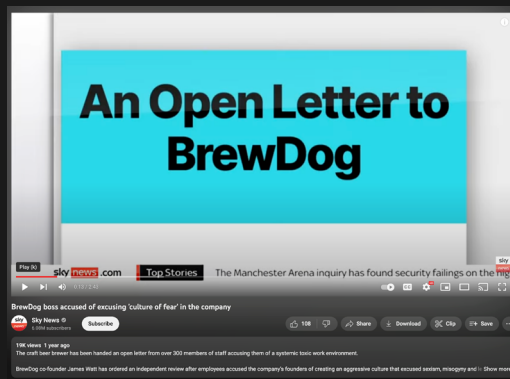 An Open Letter to
BrewDog
Play (k)
sky news.com
Top Stories
The Manchester Arena inquiry has found security failings on the nig
sky
0:13 / 2:40
BrewDog boss accused of excusing 'culture of fear' in the company
Sky News
Subscribe
108
Share
Download
Clip
Save
19K views 1 year ago
The craft beer brewer has been handed an open letter from over 300 members of staff accusing them of a systemic toxic work environment.
BrewDog co-founder James Watt has ordered an independent review after employees accused the company's founders of creating an aggressive culture that excused sexism, misogyny and
Show more